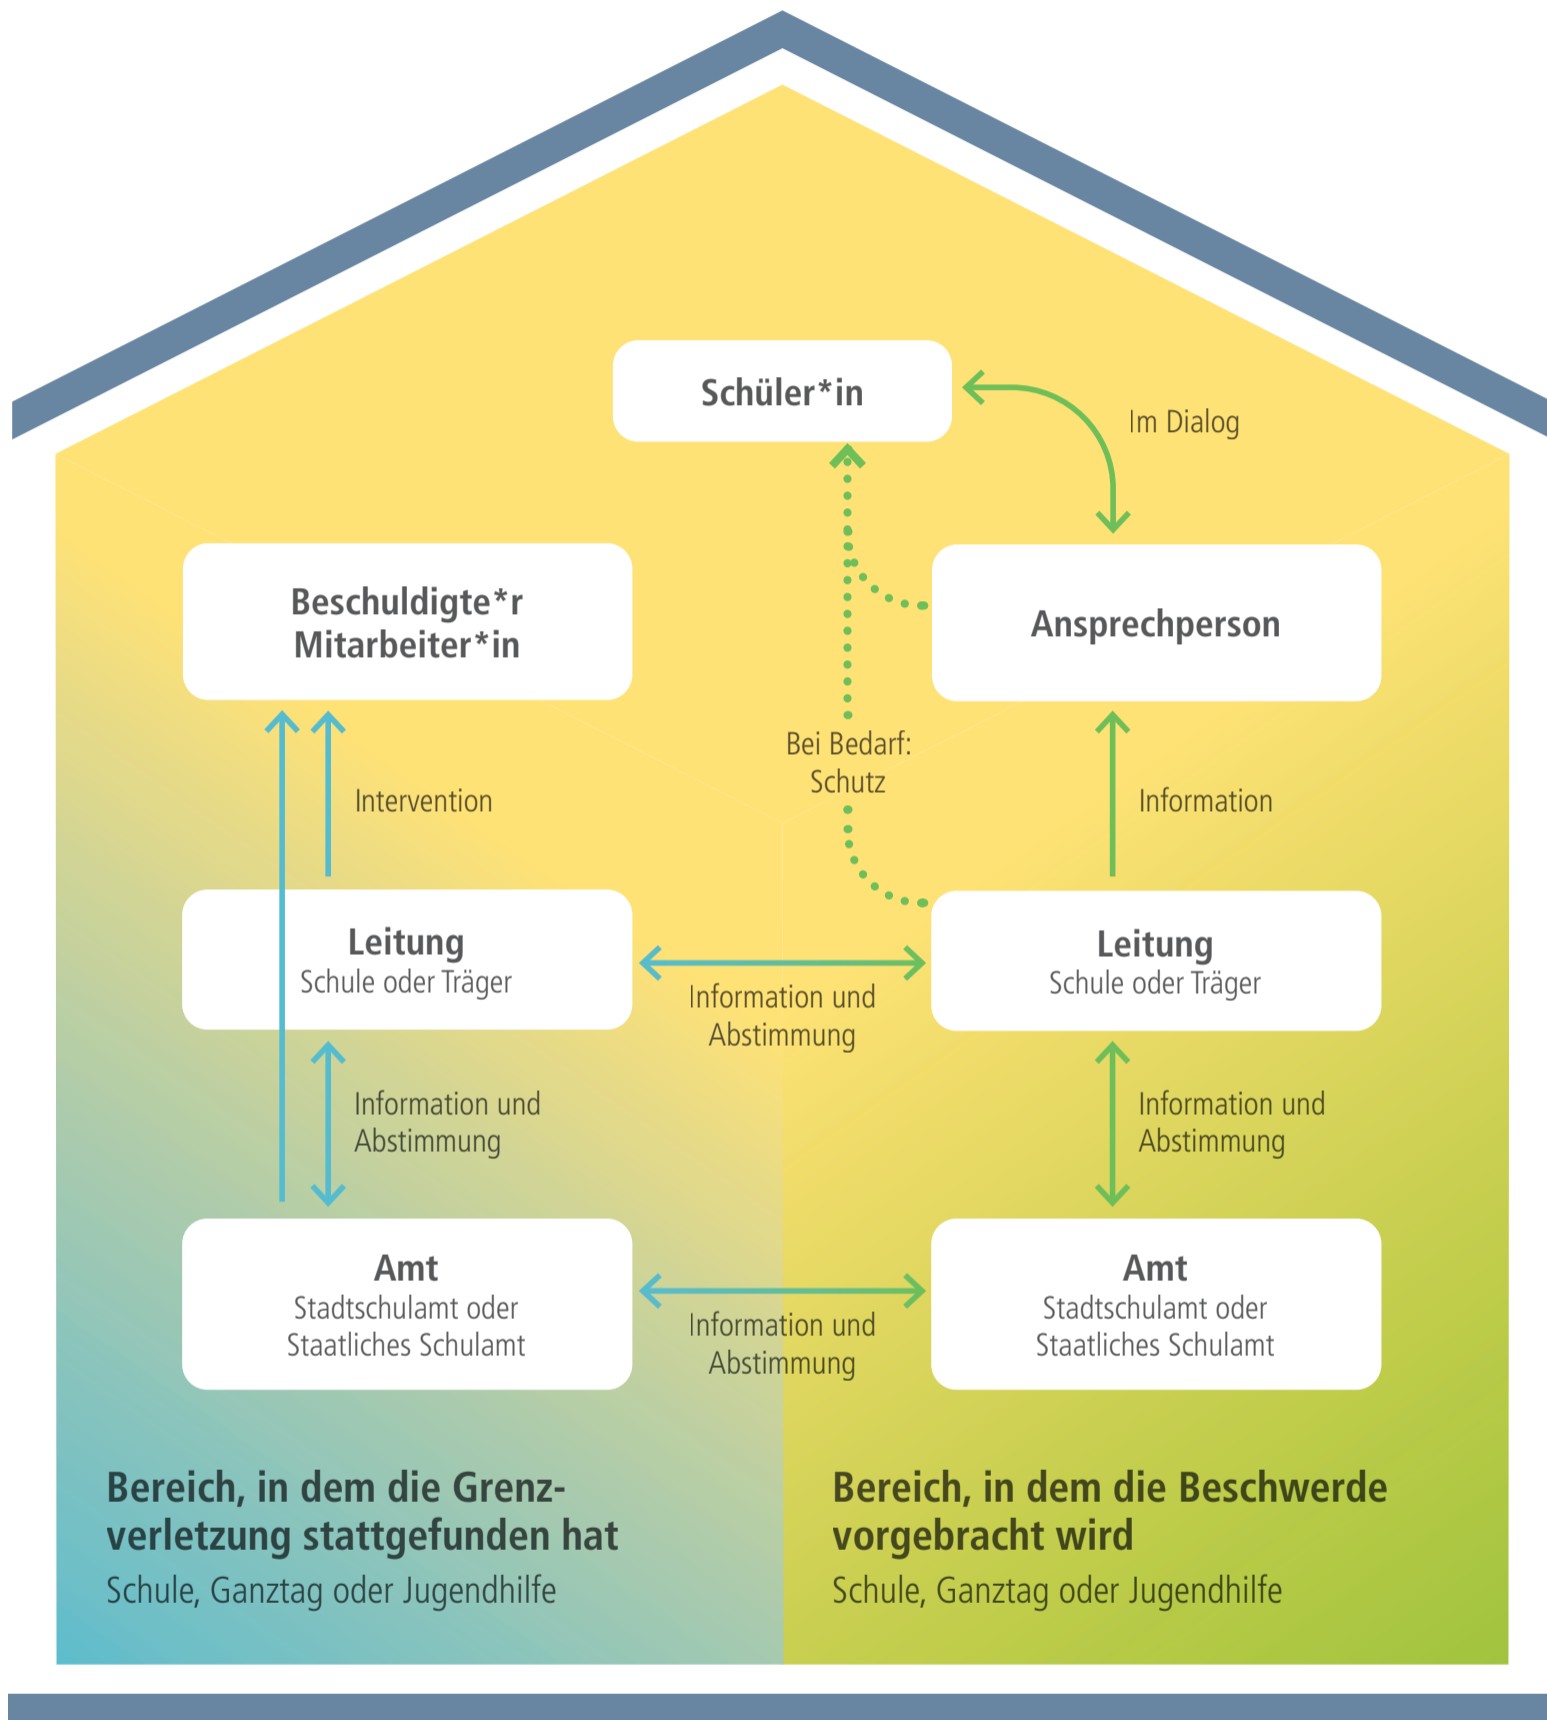 Schüler*in
Im Dialog
Beschuldigte*r
Mitarbeiter*in
Ansprechperson
Bei Bedarf:
Schutz
Intervention
Information
Leitung
Schule oder Träger
Information und
Abstimmung
Leitung
Schule oder Träger
Information und
Abstimmung
Information und
Abstimmung
Amt
Stadtschulamt oder
Staatliches Schulamt
Information und
Abstimmung
Amt
Stadtschulamt oder
Staatliches Schulamt
Bereich, in dem die Grenz-
verletzung stattgefunden hat
Schule, Ganztag oder Jugendhilfe
Bereich, in dem die Beschwerde
vorgebracht wird
Schule, Ganztag oder Jugendhilfe